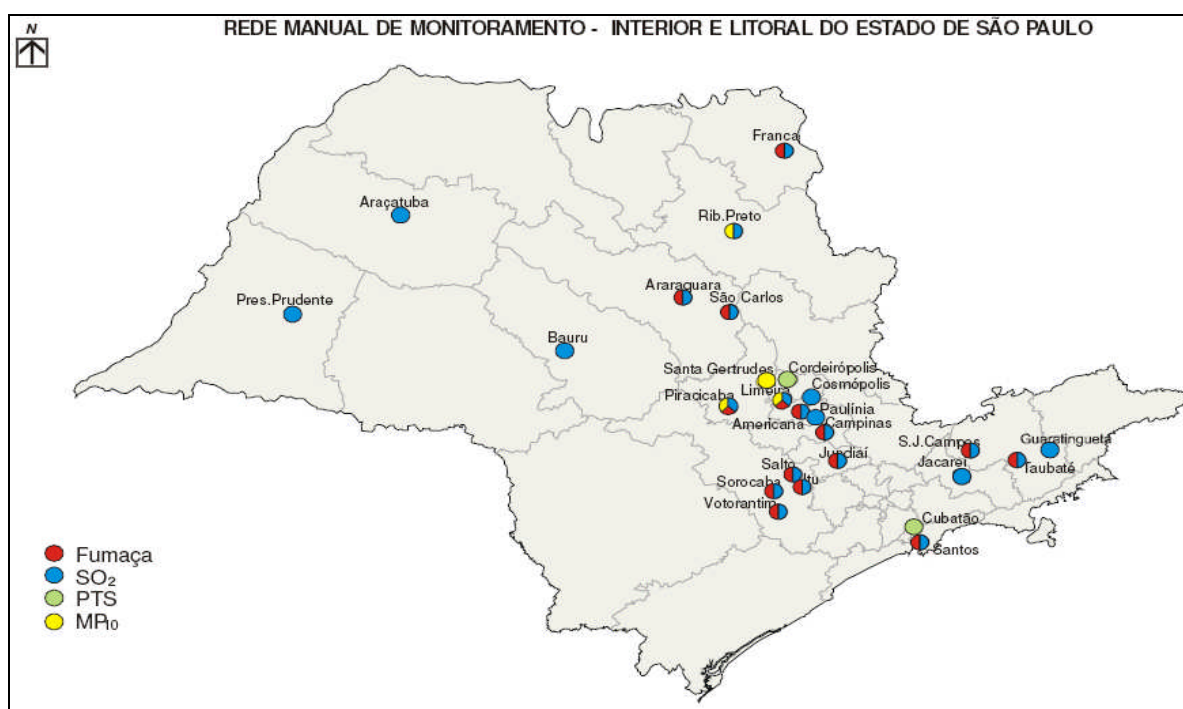 N
REDE MANUAL DE MONITORAMENTO - INTERIOR E LITORAL DO ESTADO DE SÃO PAULO
Franca
Araçatuba
Rib.Preto
Araraquara
São Carlos
Pres.Prudente
Bauru
Santa Gertrudes
Cordeirópolis
Limeira
Cosmópolis
Piracicaba
Paulínia
Americana
Campinas
Jundiaí
S.J.Campos
Guaratinguetá
Salto
Jacareí
Taubaté
Sorocaba
Itu
Votorantim
Cubatão
Santos
Fumaça
SO₂
PTS
MP₁₀